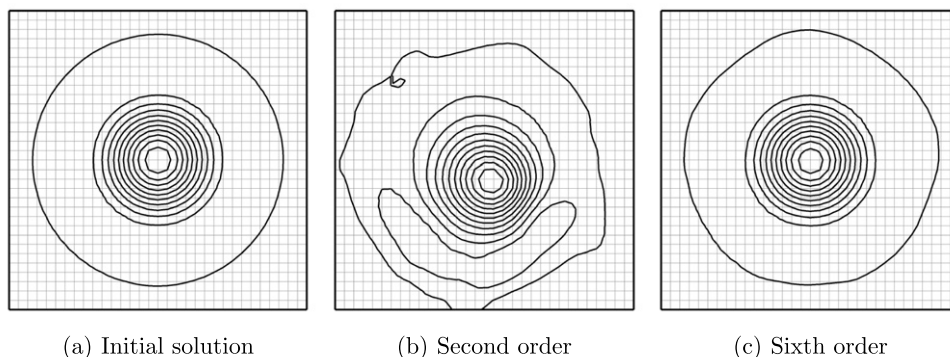 (a) Initial solution
(b) Second order
(c) Sixth order